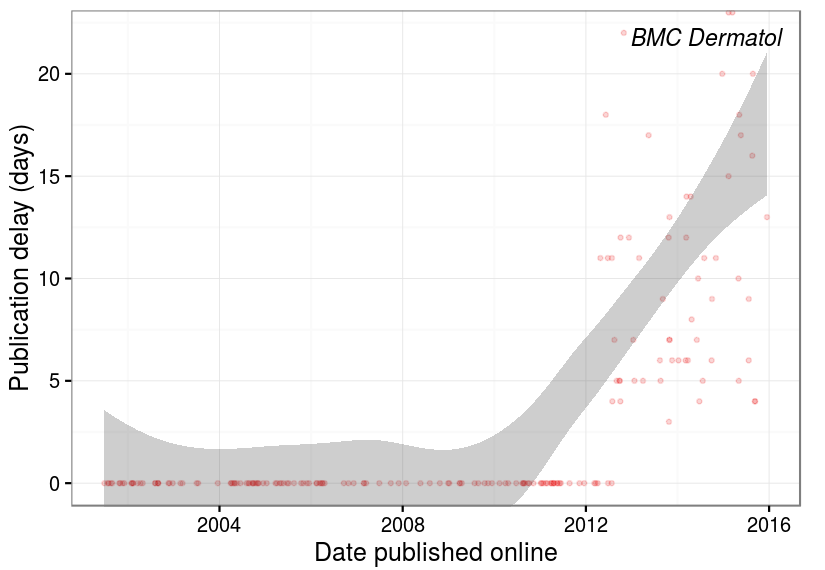 BMC Dermatol
Publication delay (days)
20
15
10
5
0
2004 2008 2012 2016
Date published online